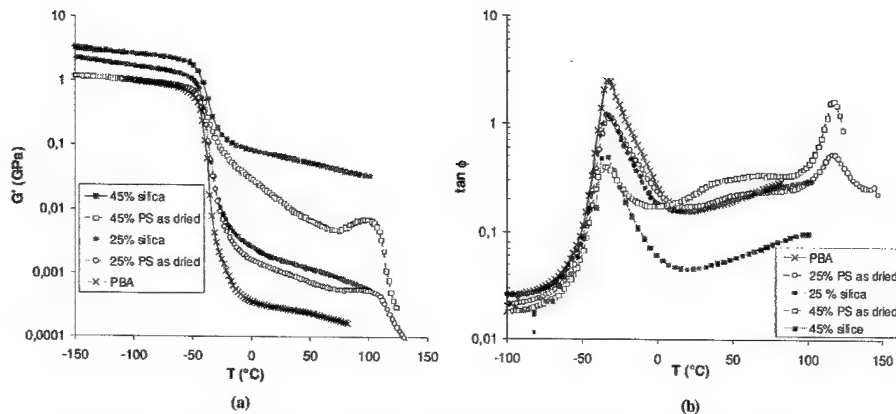 10
1
0,1
0,01
0,001
0,0001
G' (GPa)
45% silica
45% PS as dried
25% silica
25% PS as dried
PBA
-150 -100 -50 0 50 100 150
T (°C)
(a)
10
1
0,1
0,01
tan ϕ
PBA
25% PS as dried
25 % silica
45% PS as dried
45% silice
-100 -50 0 50 100 150
T (°C)
(b)